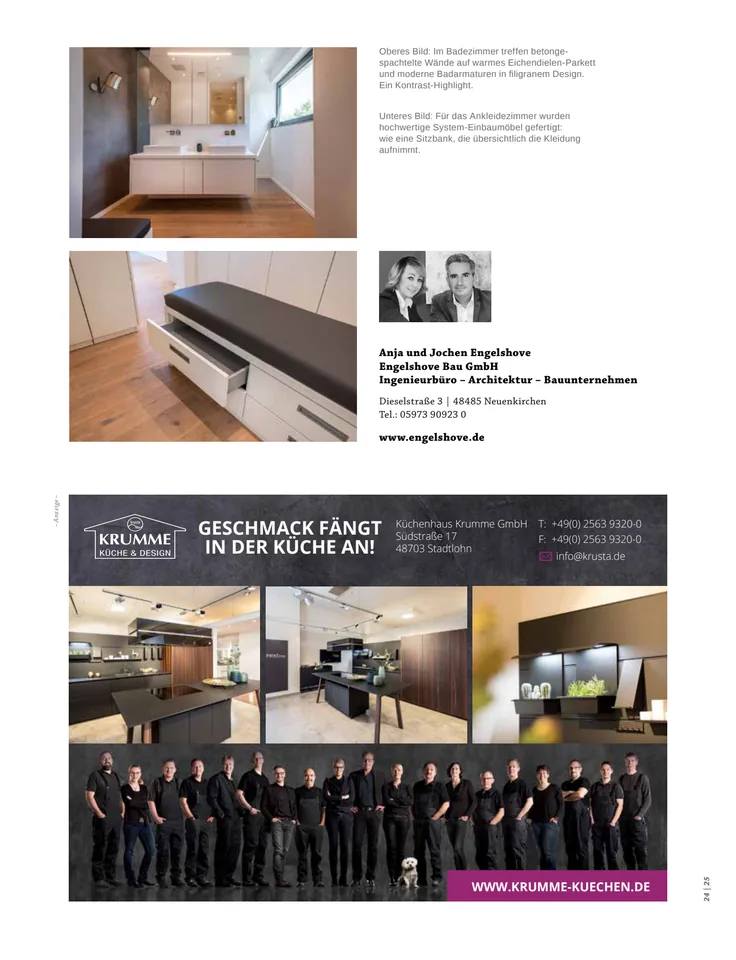 Oberes Bild: Im Badezimmer treffen betonge-
spachtelte Wände auf warmes Eichendielen-Parkett
und moderne Badarmaturen in filigranem Design.
Ein Kontrast-Highlight.
Unteres Bild: Für das Ankleidezimmer wurden
hochwertige System-Einbaumöbel gefertigt:
wie eine Sitzbank, die übersichtlich die Kleidung
aufnimmt.
Anja und Jochen Engelshove
Engelshove Bau GmbH
Ingenieurbüro – Architektur – Bauunternehmen
Dieselstraße 3 | 48485 Neuenkirchen
Tel.: 05973 90923 0
www.engelshove.de
– Anzeige –
KRUMME
KÜCHE & DESIGN
GESCHMACK FÄNGT
IN DER KÜCHE AN!
Küchenhaus Krumme GmbH
Südstraße 17
48703 Stadtlohn
T: +49(0) 2563 9320-0
F: +49(0) 2563 9320-0
info@krusta.de
WWW.KRUMME-KUECHEN.DE
24 | 25